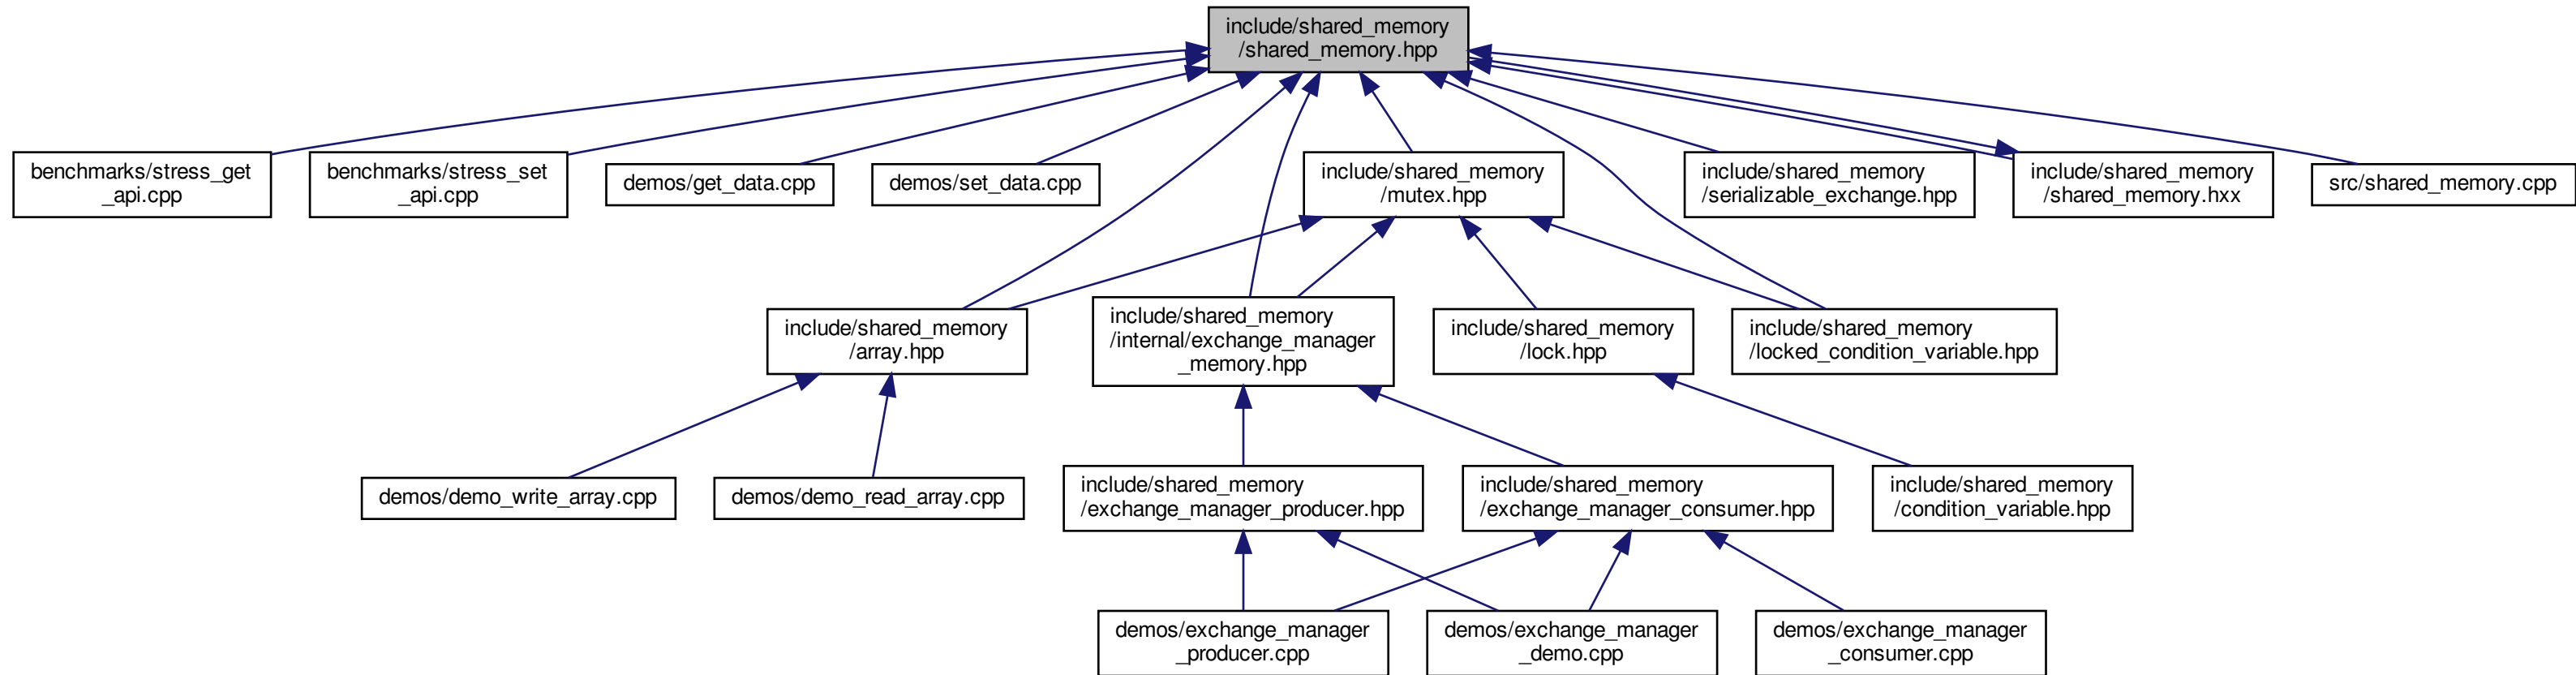 include/shared_memory
/shared_memory.hpp
benchmarks/stress_get
_api.cpp
benchmarks/stress_set
_api.cpp
demos/get_data.cpp
demos/set_data.cpp
include/shared_memory
/mutex.hpp
include/shared_memory
/serializable_exchange.hpp
include/shared_memory
/shared_memory.hxx
src/shared_memory.cpp
include/shared_memory
/array.hpp
include/shared_memory
/internal/exchange_manager
_memory.hpp
include/shared_memory
/lock.hpp
include/shared_memory
/locked_condition_variable.hpp
demos/demo_write_array.cpp
demos/demo_read_array.cpp
include/shared_memory
/exchange_manager_producer.hpp
include/shared_memory
/exchange_manager_consumer.hpp
include/shared_memory
/condition_variable.hpp
demos/exchange_manager
_producer.cpp
demos/exchange_manager
_demo.cpp
demos/exchange_manager
_consumer.cpp